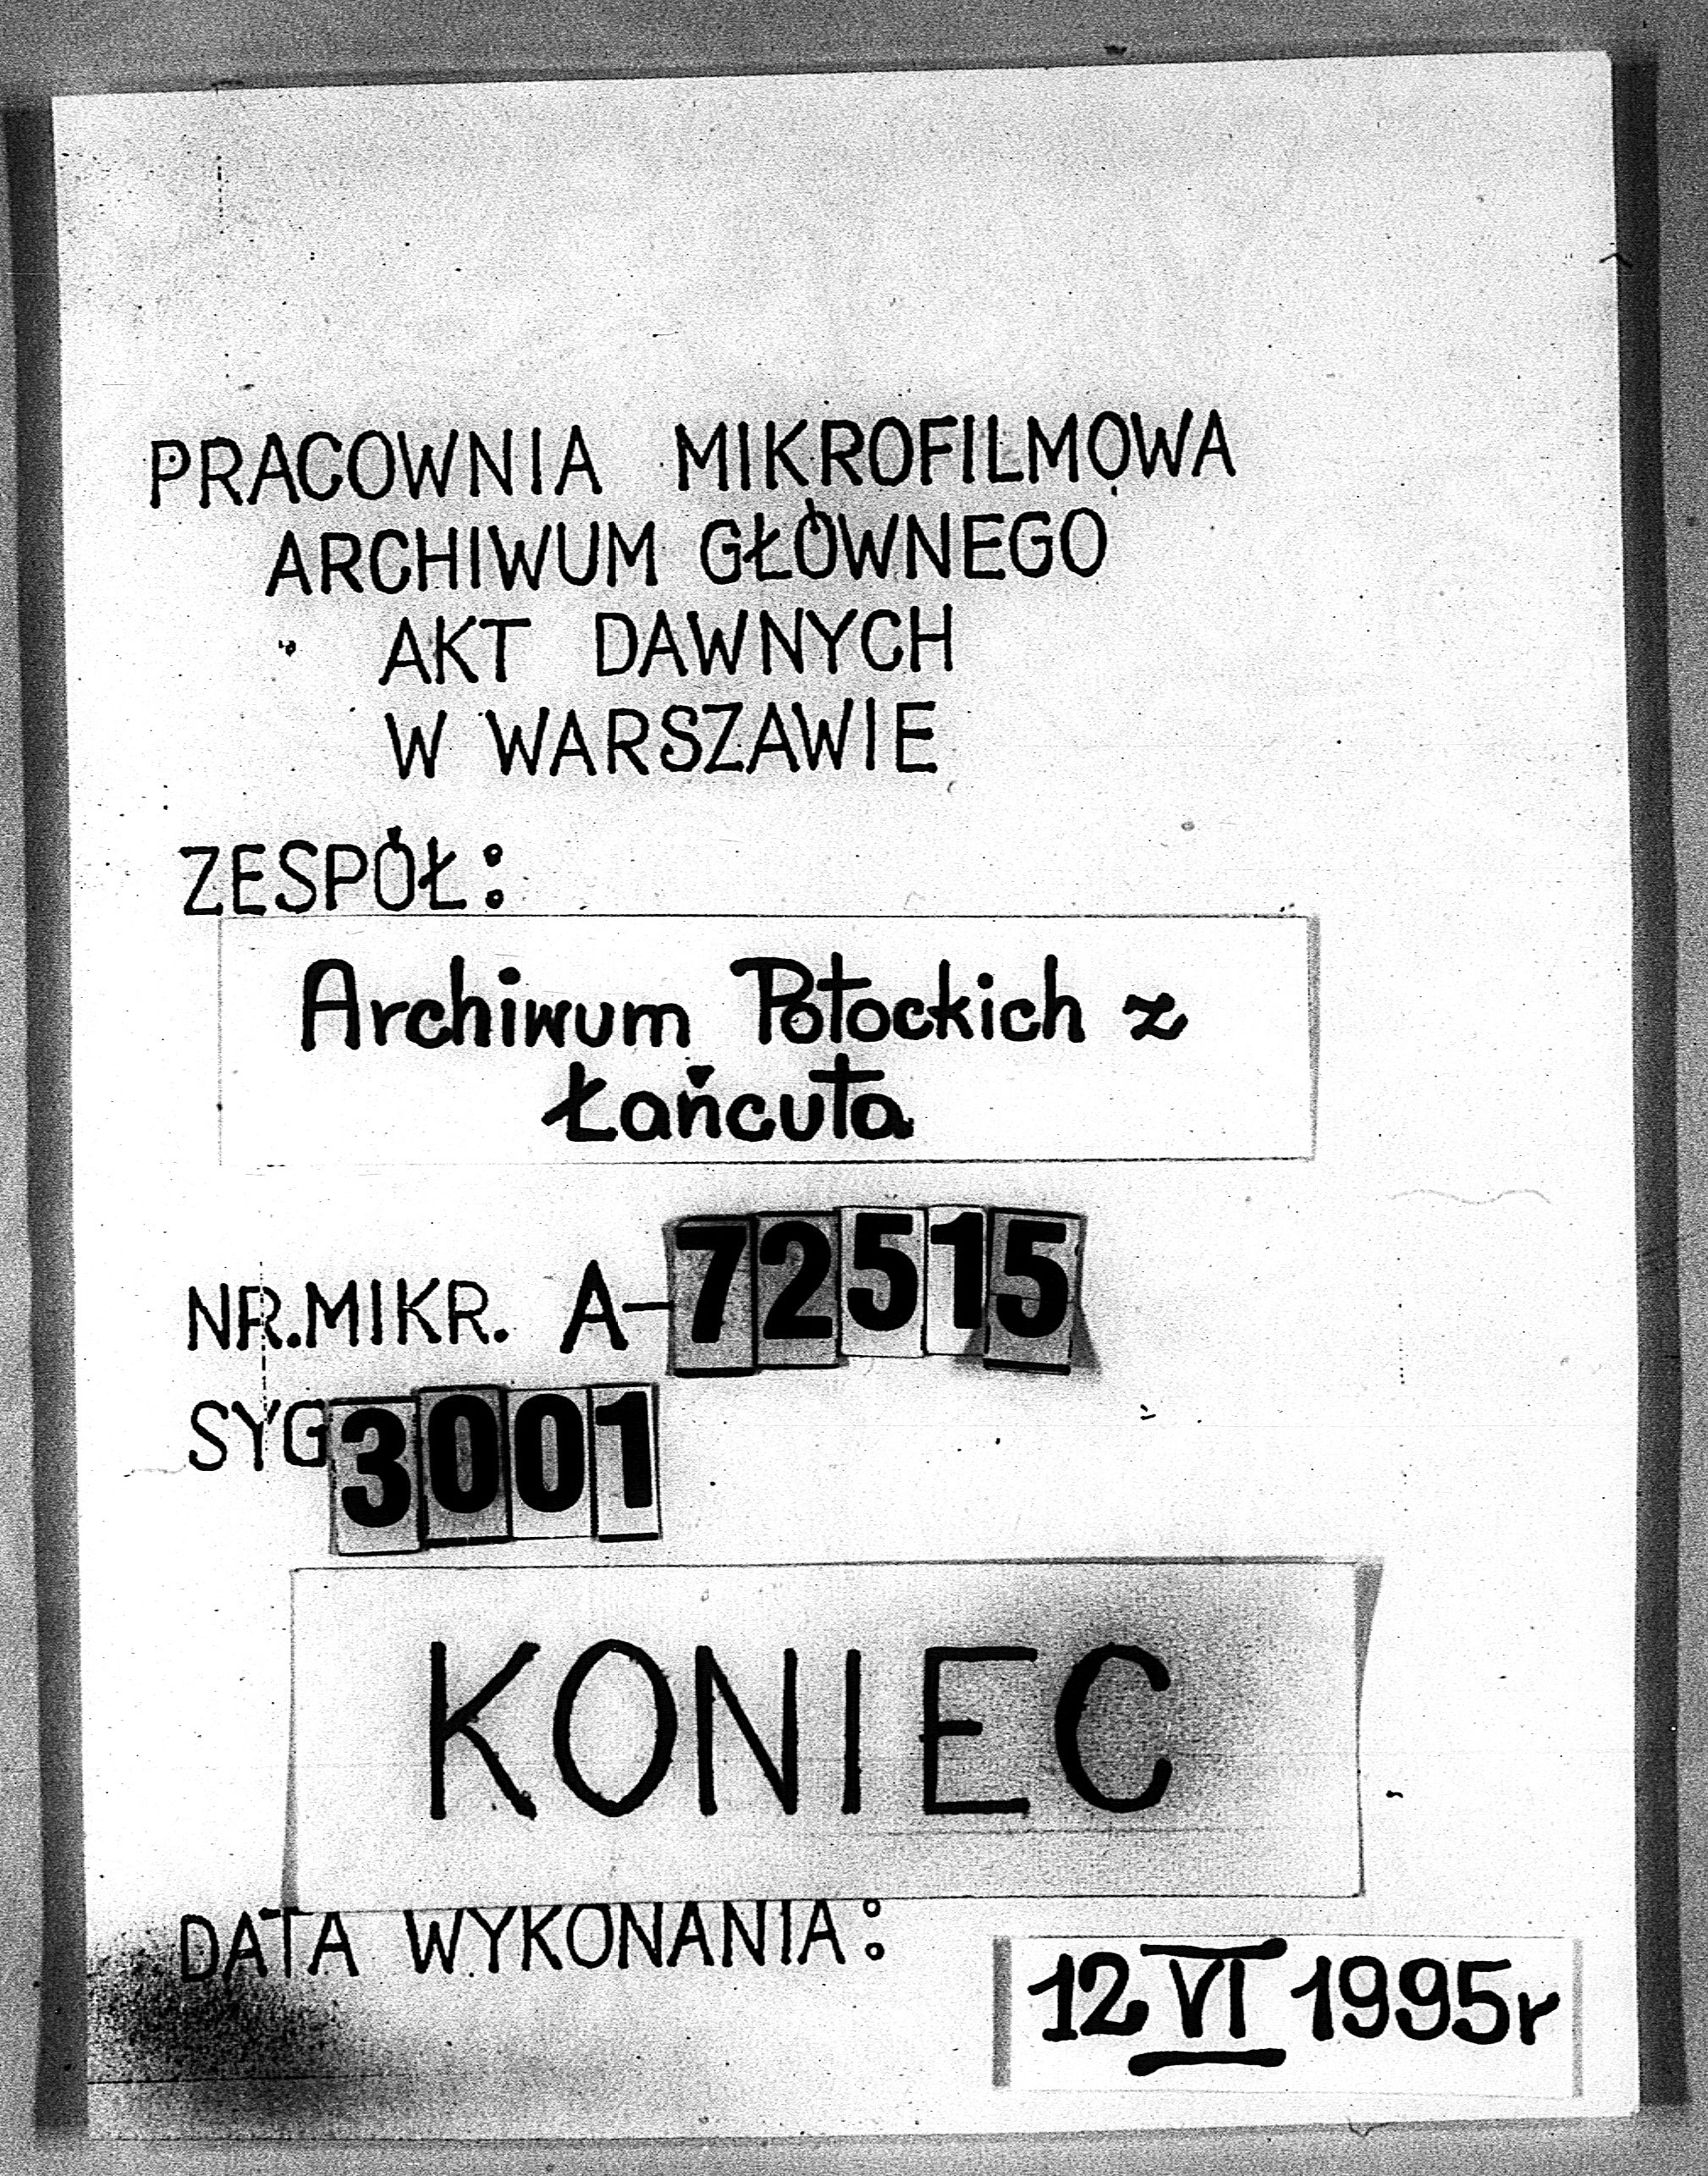 PRACOWNIA MIKROFILMOWA
ARCHIWUM GŁÓWNEGO
AKT DAWNYCH
W WARSZAWIE
ZESPÓŁ:
Archiwum Potockich z
Łańcuta
NR.MIKR. A-72515
SYG 3001
KONIEC
DATA WYKONANIA:
12 VI 1995r